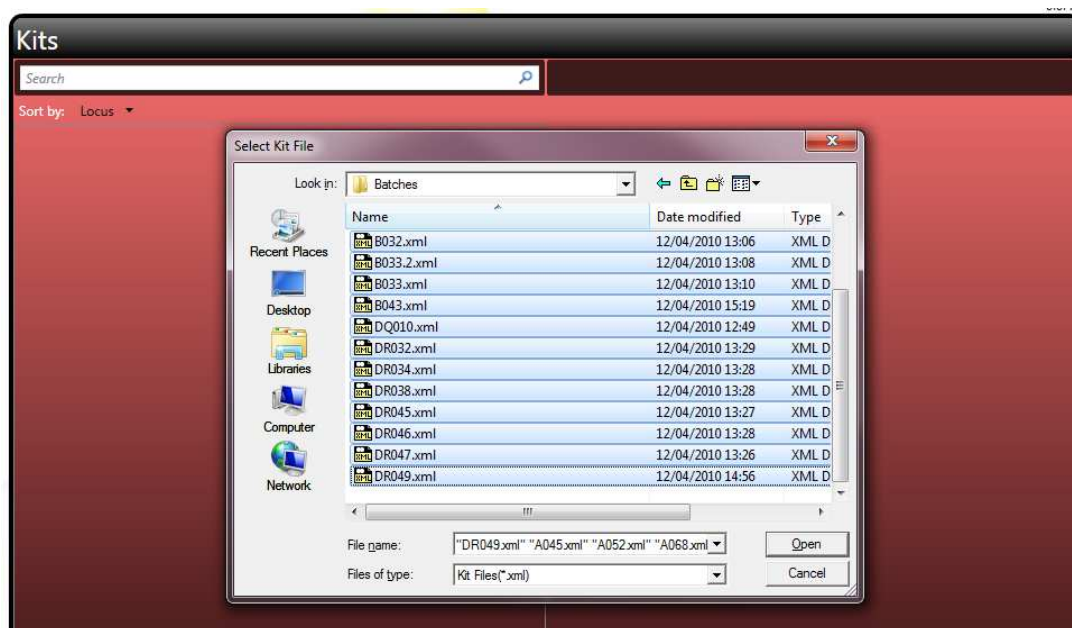 Kits
Search
Sort by: Locus
Select Kit File
Look in: Batches
Name Date modified Type
Recent Places
Desktop
Libraries
Computer
Network
B032.xml 12/04/2010 13:06 XML D
B033.2.xml 12/04/2010 13:08 XML D
B033.xml 12/04/2010 13:10 XML D
B043.xml 12/04/2010 15:19 XML D
DQ010.xml 12/04/2010 12:49 XML D
DR032.xml 12/04/2010 13:29 XML D
DR034.xml 12/04/2010 13:28 XML D
DR038.xml 12/04/2010 13:28 XML D
DR045.xml 12/04/2010 13:27 XML D
DR046.xml 12/04/2010 13:28 XML D
DR047.xml 12/04/2010 13:26 XML D
DR049.xml 12/04/2010 14:56 XML D
File name: "DR049.xml" "A045.xml" "A052.xml" "A068.xml Open
Files of type: Kit Files(*.xml) Cancel